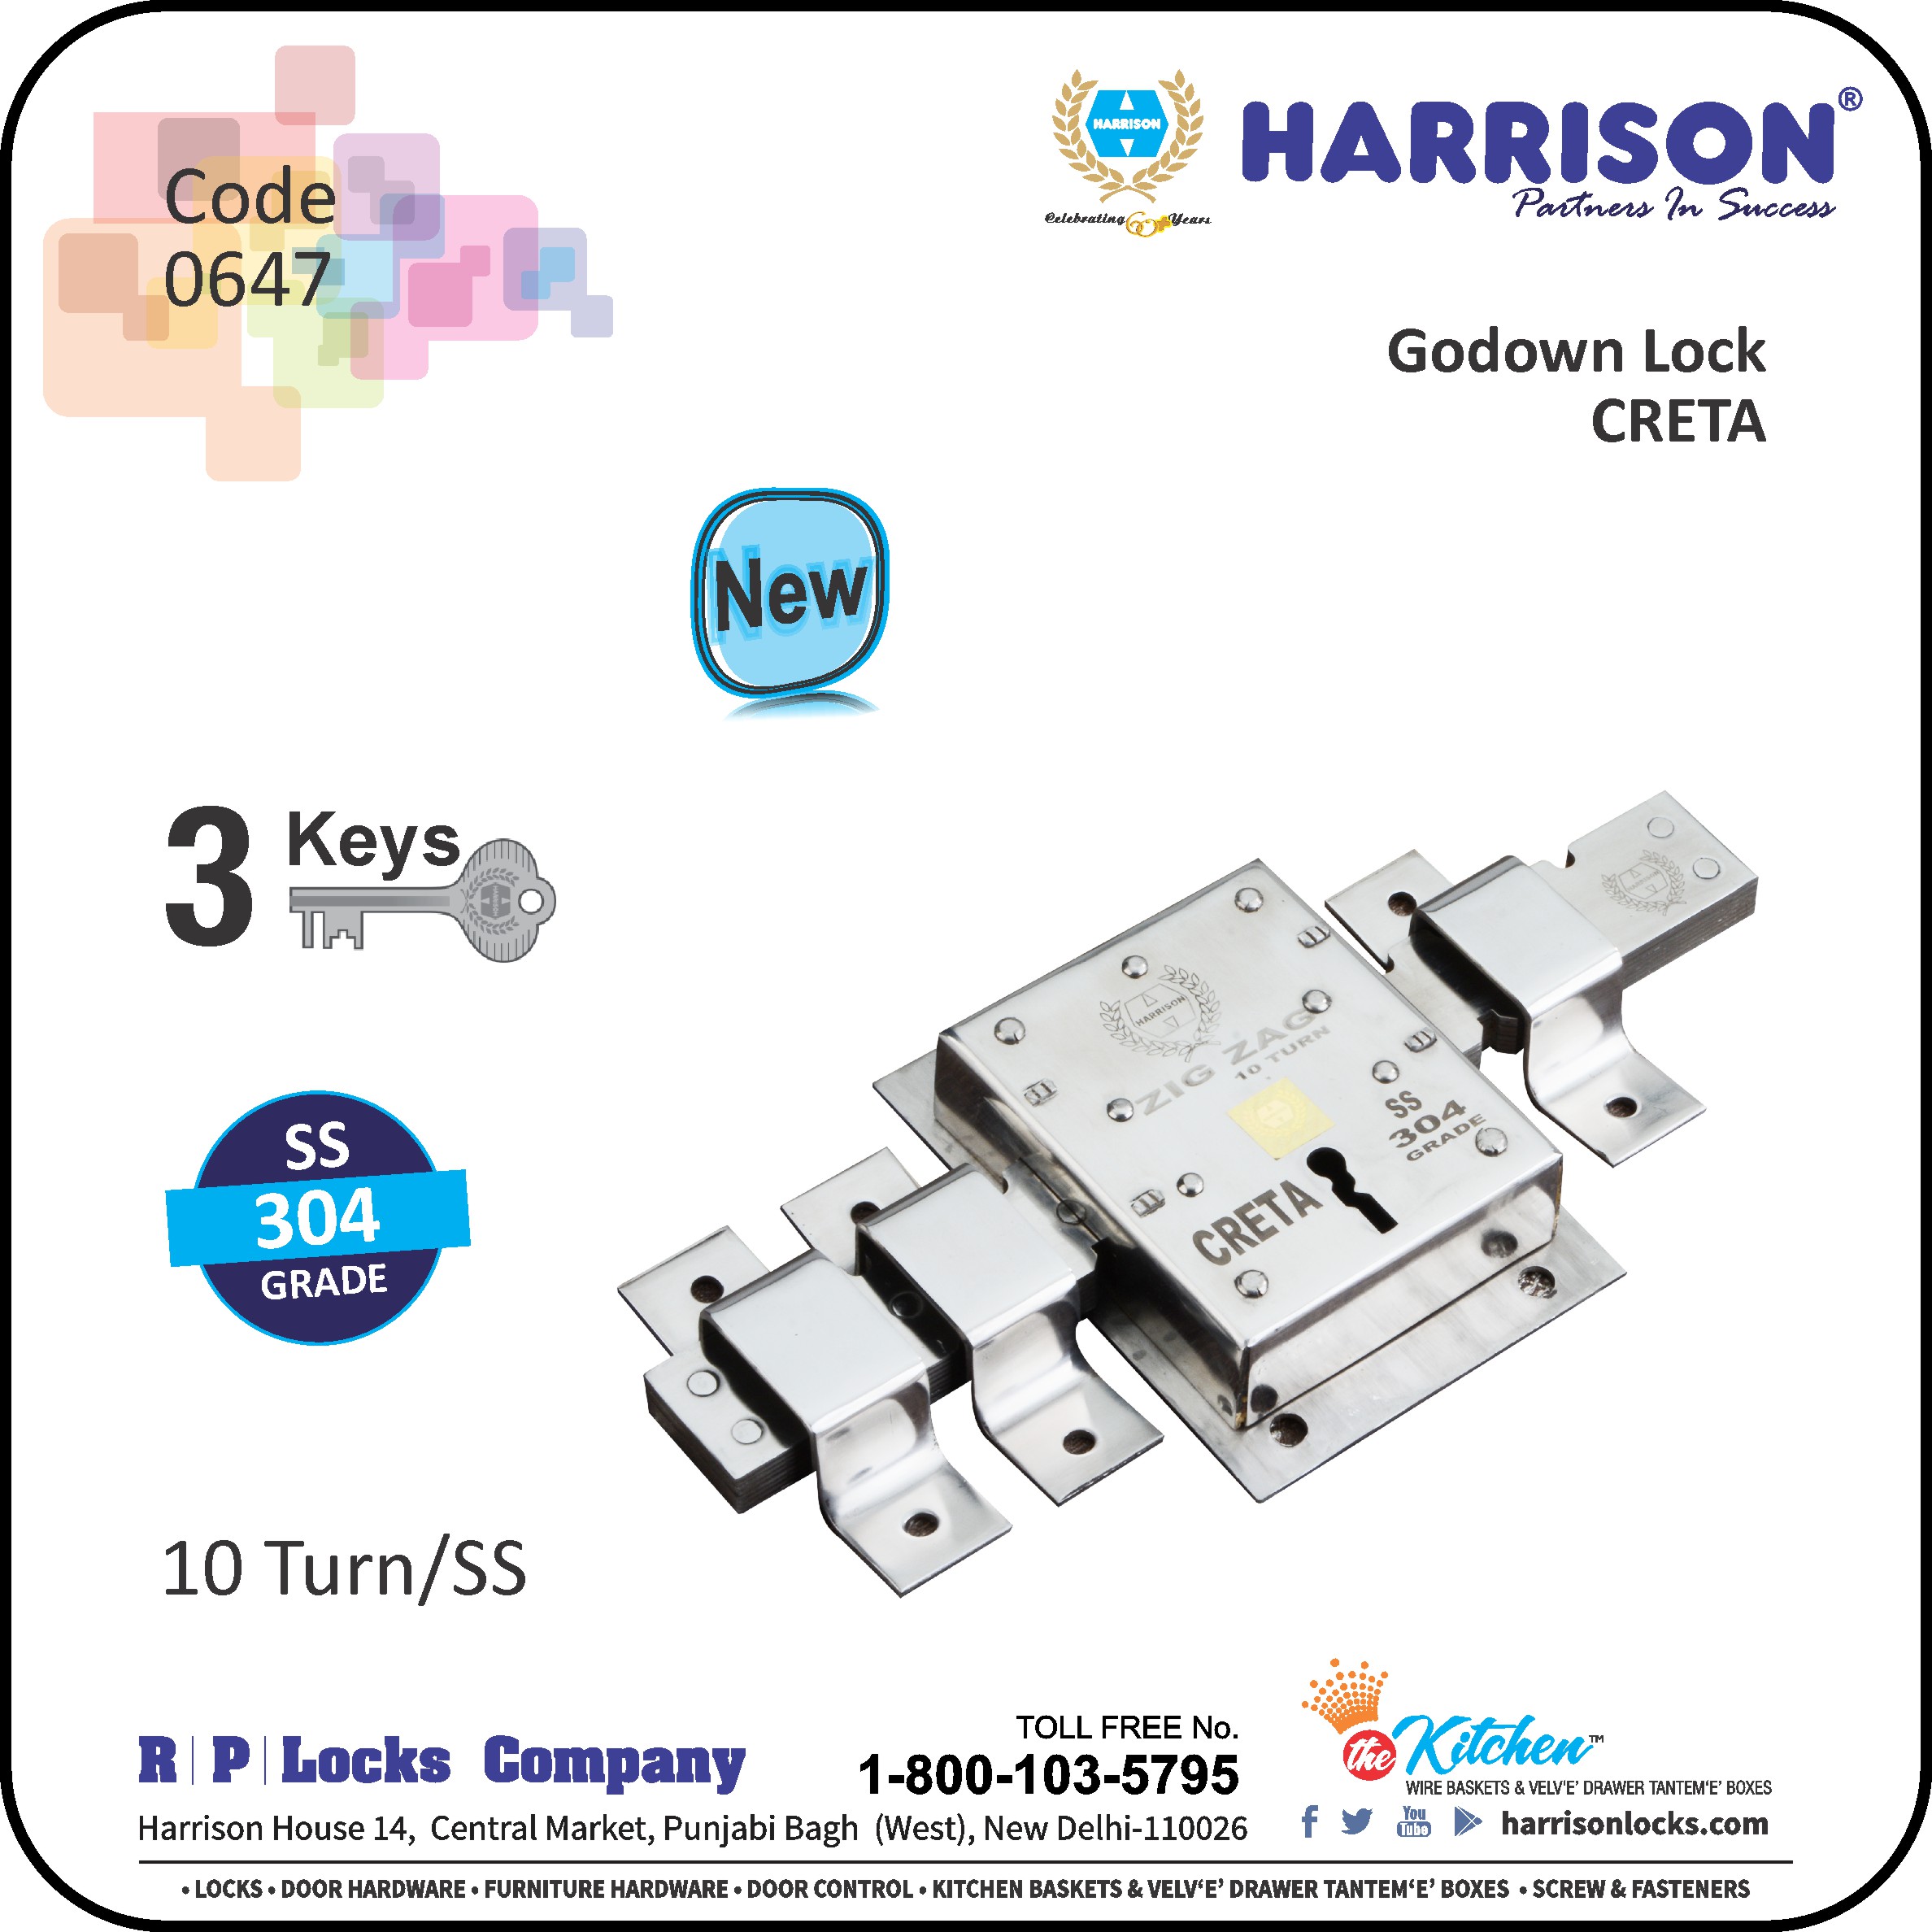 Code
0647
HARRISON
Celebrating 60+ Years
HARRISON®
Partners In Success
Godown Lock
CRETA
New
3 Keys
SS
304
GRADE
10 Turn/SS
HARRISON
HARRISON
ZIG ZAG
10 TURN
SS
304
GRADE
CRETA
R|P|Locks Company
TOLL FREE No.
1-800-103-5795
Harrison House 14, Central Market, Punjabi Bagh (West), New Delhi-110026
the Kitchen™
WIRE BASKETS & VELV'E' DRAWER TANTEM'E' BOXES
You
Tube
harrisonlocks.com
• LOCKS • DOOR HARDWARE • FURNITURE HARDWARE • DOOR CONTROL • KITCHEN BASKETS & VELV‘E’ DRAWER TANTEM‘E’ BOXES • SCREW & FASTENERS